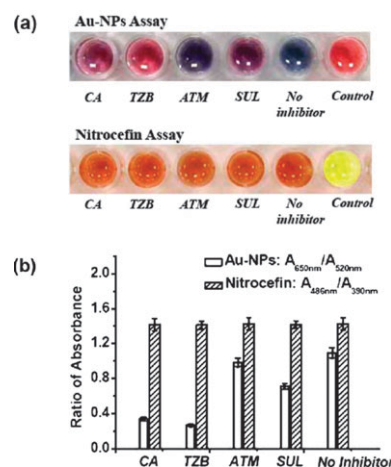 (a)
Au-NPs Assay
CA TZB ATM SUL No inhibitor Control
Nitrocefin Assay
CA TZB ATM SUL No inhibitor Control
(b)
Ratio of Absorbance
2.0
1.6
1.2
0.8
0.4
0.0
Au-NPs: A650nm/A520nm
Nitrocefin: A486nm/A390nm
CA TZB ATM SUL No Inhibitor